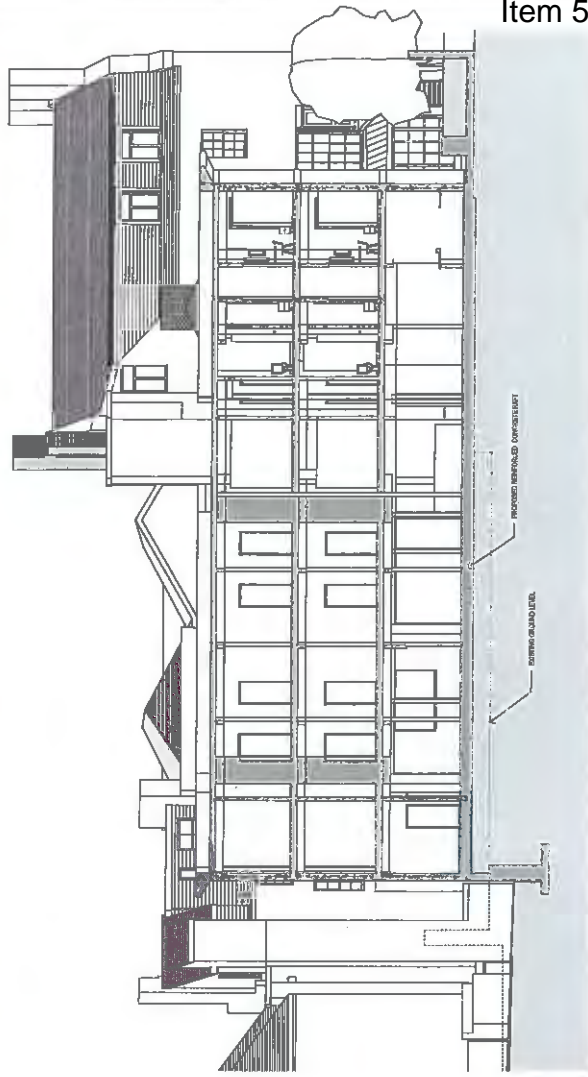 Item 5
PROPOSED REINFORCED CONCRETE RAFT
EXISTING GROUND LEVEL